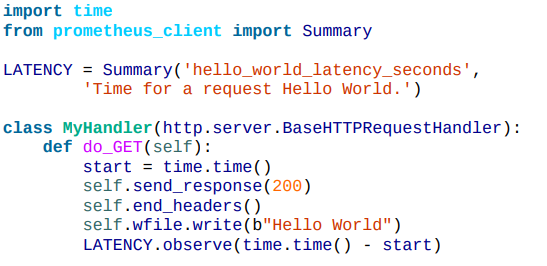 import time
from prometheus_client import Summary

LATENCY = Summary('hello_world_latency_seconds',
        'Time for a request Hello World.')

class MyHandler(http.server.BaseHTTPRequestHandler):
    def do_GET(self):
        start = time.time()
        self.send_response(200)
        self.end_headers()
        self.wfile.write(b"Hello World")
        LATENCY.observe(time.time() - start)